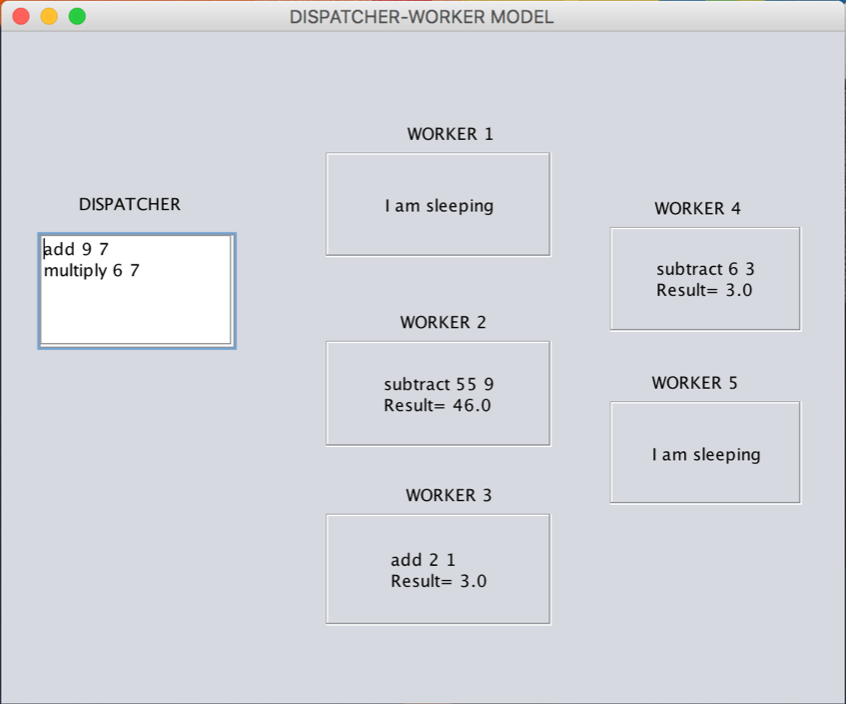 DISPATCHER-WORKER MODEL
DISPATCHER
add 9 7
multiply 6 7
WORKER 1
I am sleeping
WORKER 2
subtract 55 9
Result= 46.0
WORKER 3
add 2 1
Result= 3.0
WORKER 4
subtract 6 3
Result= 3.0
WORKER 5
I am sleeping